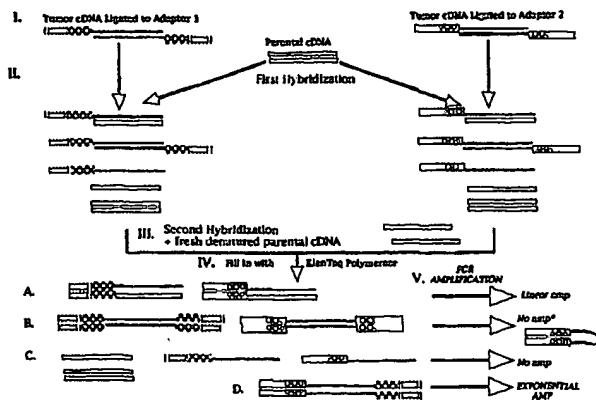 I.
Tumor cDNA Ligated to Adaptor 1
Tumor cDNA Ligated to Adaptor 2
Parental cDNA
First Hybridization
II.
III. Second Hybridization
+ fresh denatured parental cDNA
IV. Fill in with KlenTaq Polymerase
V. PCR
AMPLIFICATION
A.
Linear amp
B.
No amp*
C.
No amp
D.
EXPONENTIAL
AMP